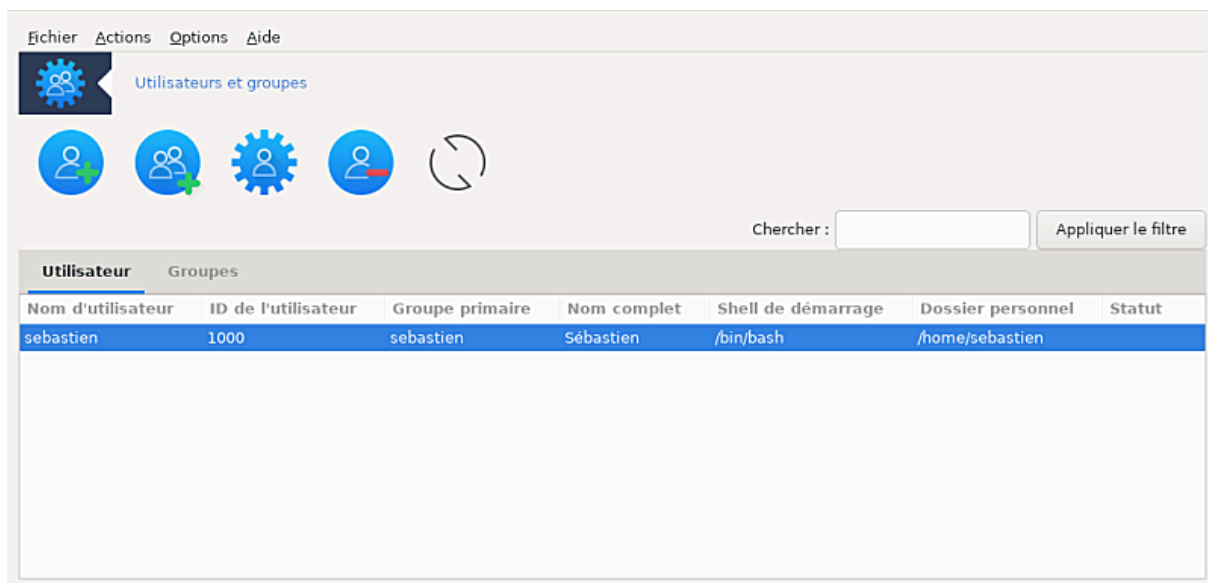 Fichier Actions Options Aide
Utilisateurs et groupes
Chercher : Appliquer le filtre
Utilisateur Groupes
Nom d'utilisateur ID de l'utilisateur Groupe primaire Nom complet Shell de démarrage Dossier personnel Statut
sebastien 1000 sebastien Sébastien /bin/bash /home/sebastien